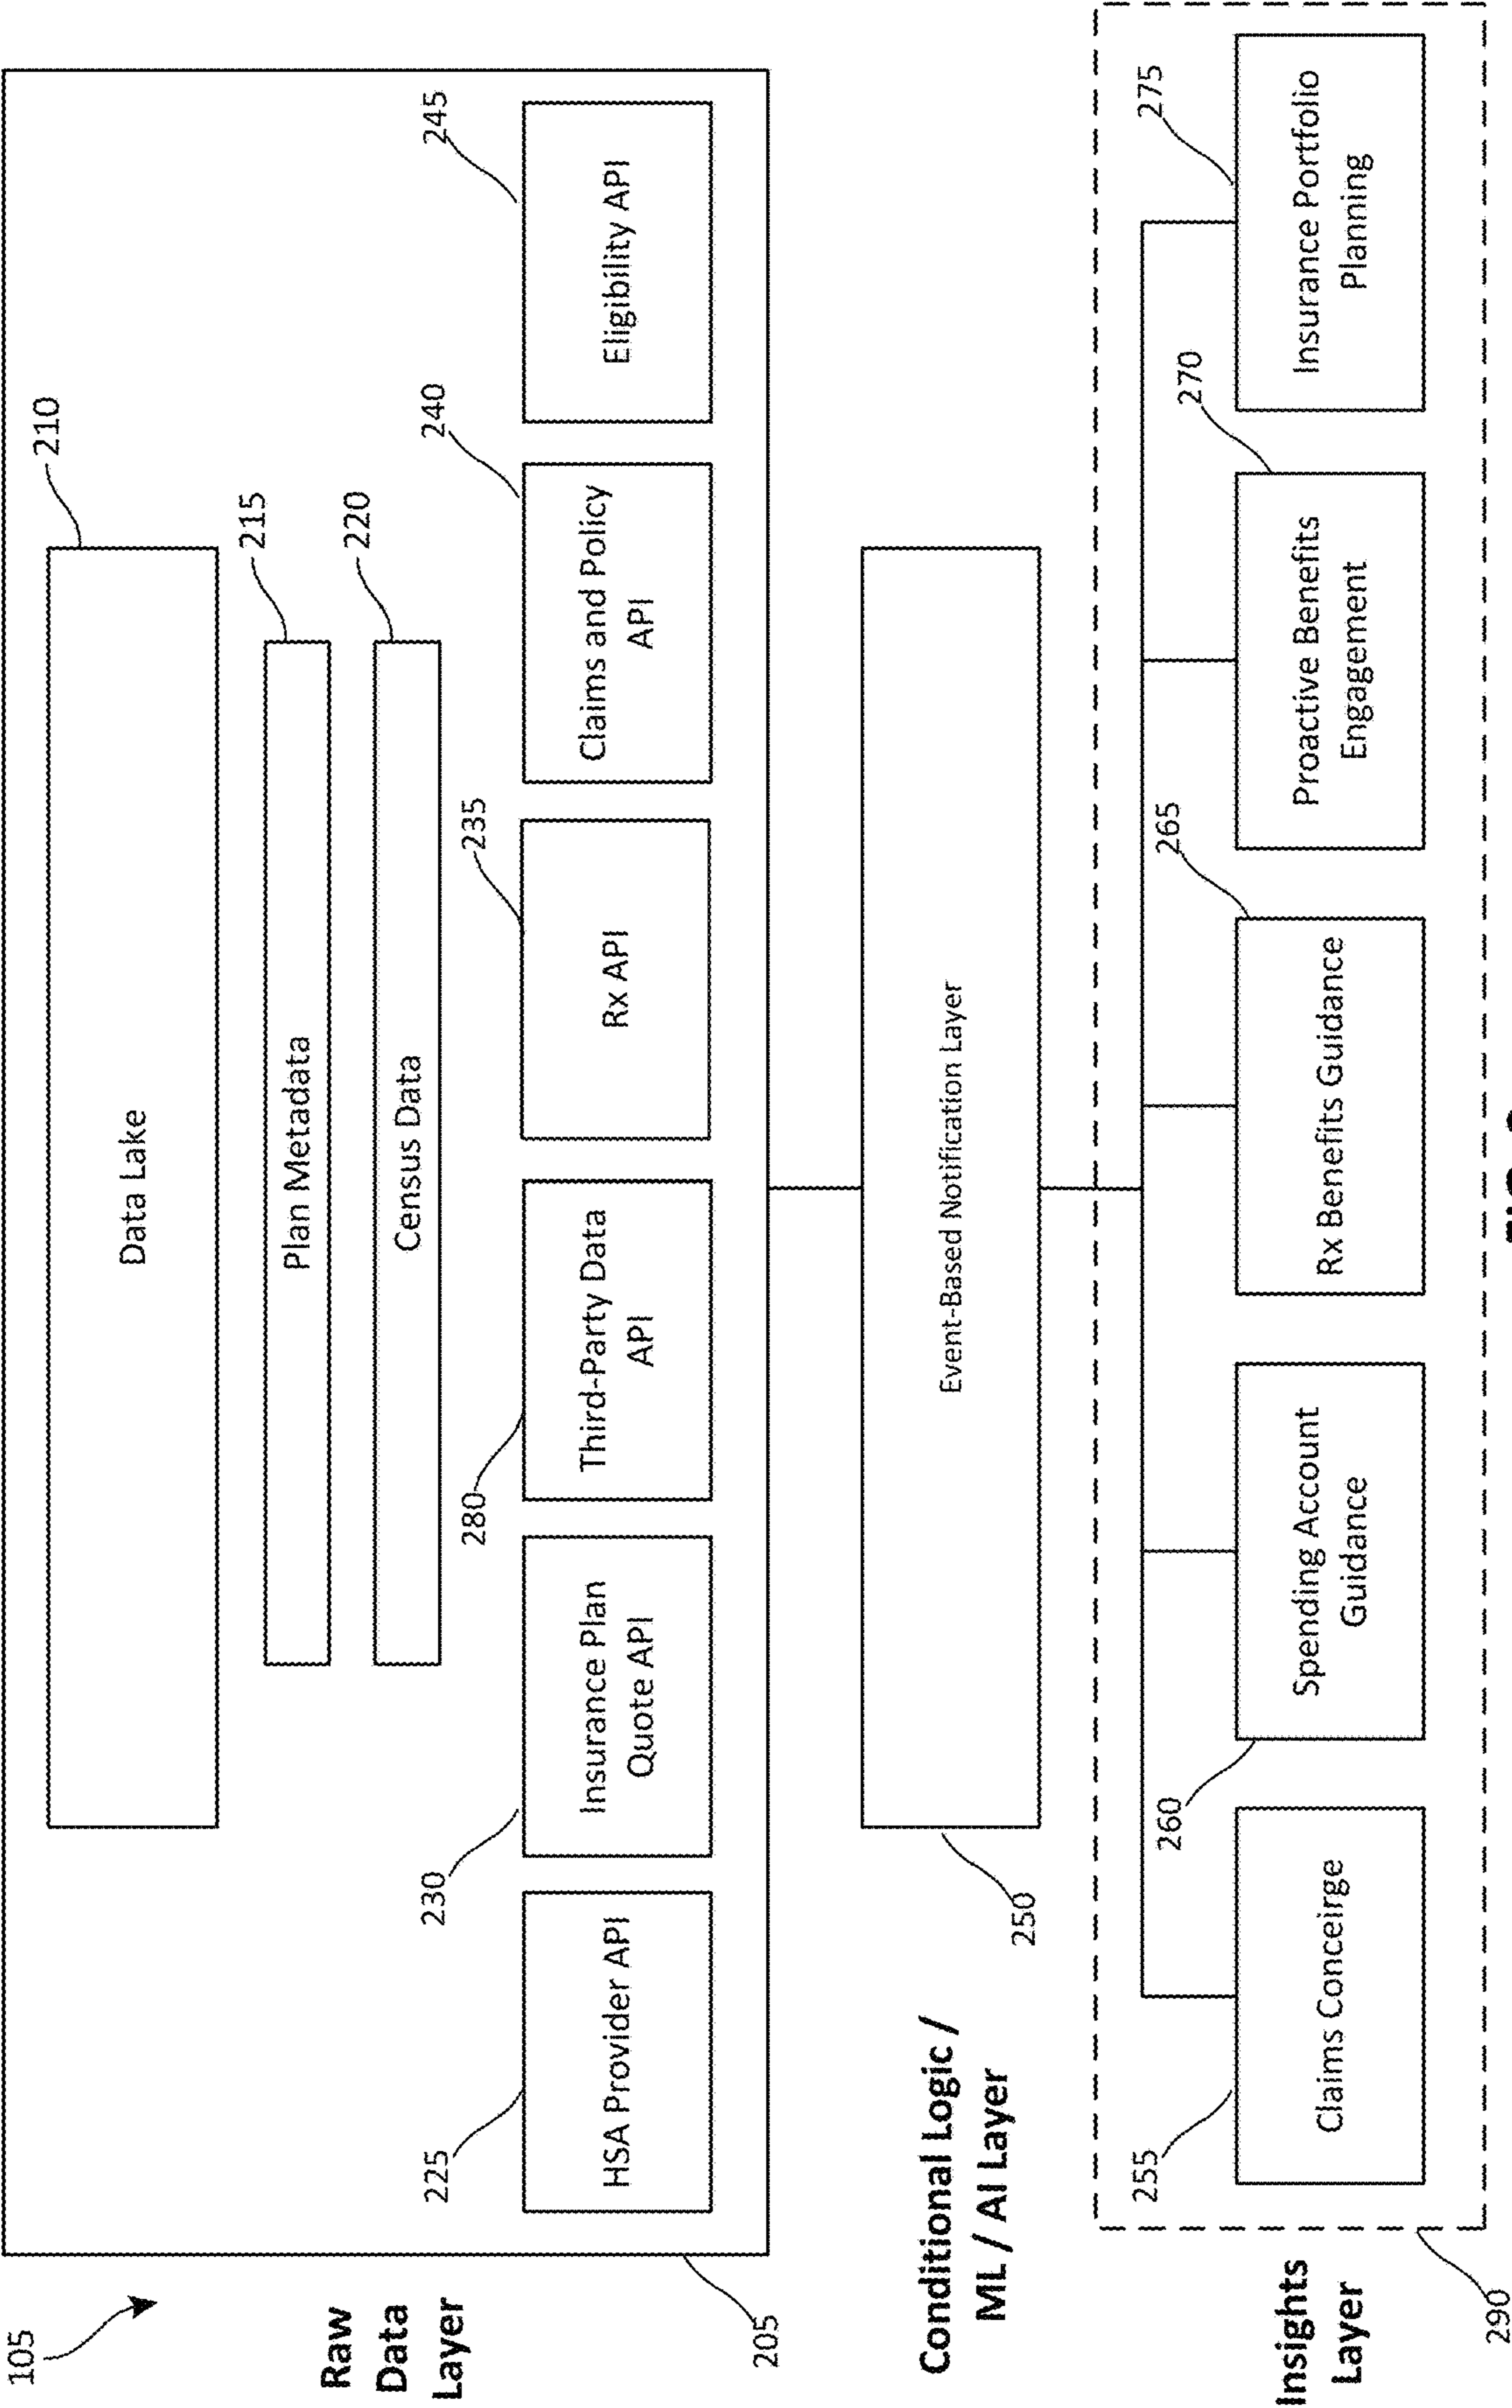 105
Raw
Data
Layer
205
Data Lake
210
Plan Metadata
215
Census Data
220
225
HSA Provider API
230
Insurance Plan
Quote API
280
Third-Party Data
API
235
Rx API
240
Claims and Policy
API
245
Eligibility API
Conditional Logic /
ML / AI Layer
250
Event-Based Notification Layer
Insights
Layer
290
255
Claims Conceirge
260
Spending Account
Guidance
265
Rx Benefits Guidance
270
Proactive Benefits
Engagement
275
Insurance Portfolio
Planning